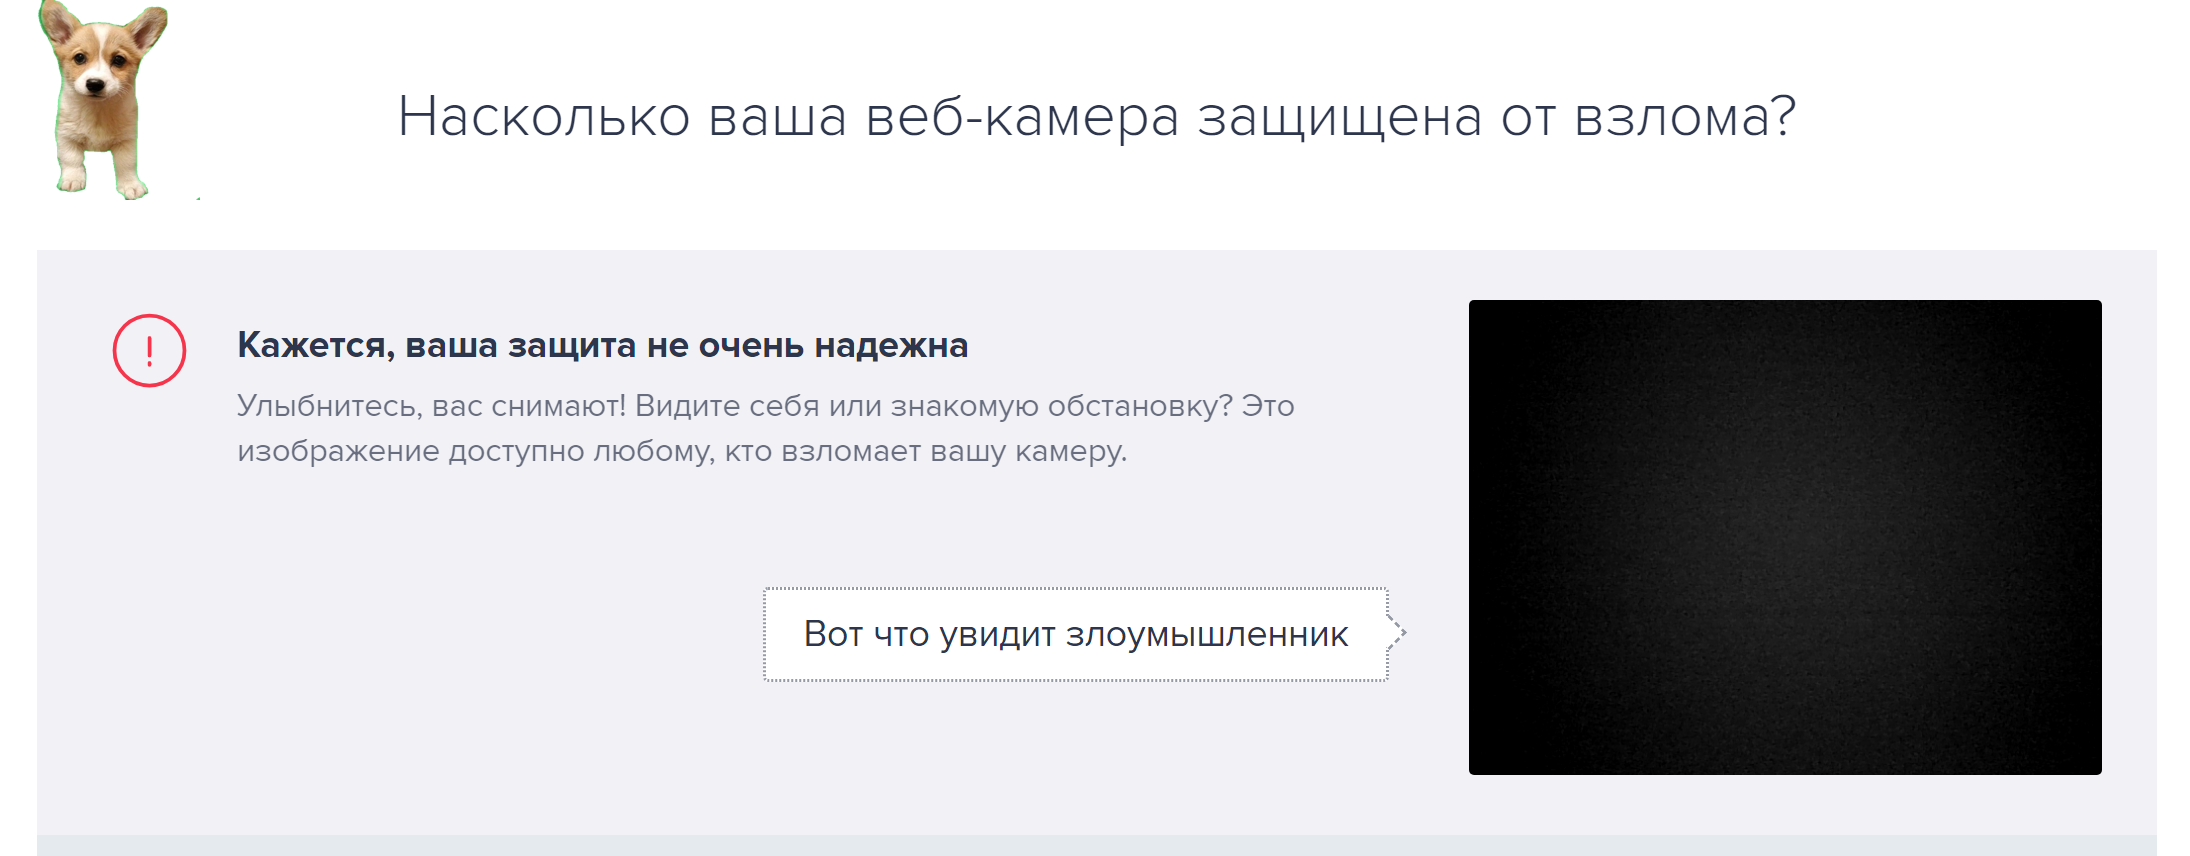 Насколько ваша веб-камера защищена от взлома?
Кажется, ваша защита не очень надежна
Улыбнитесь, вас снимают! Видите себя или знакомую обстановку? Это
изображение доступно любому, кто взломает вашу камеру.
Вот что увидит злоумышленник